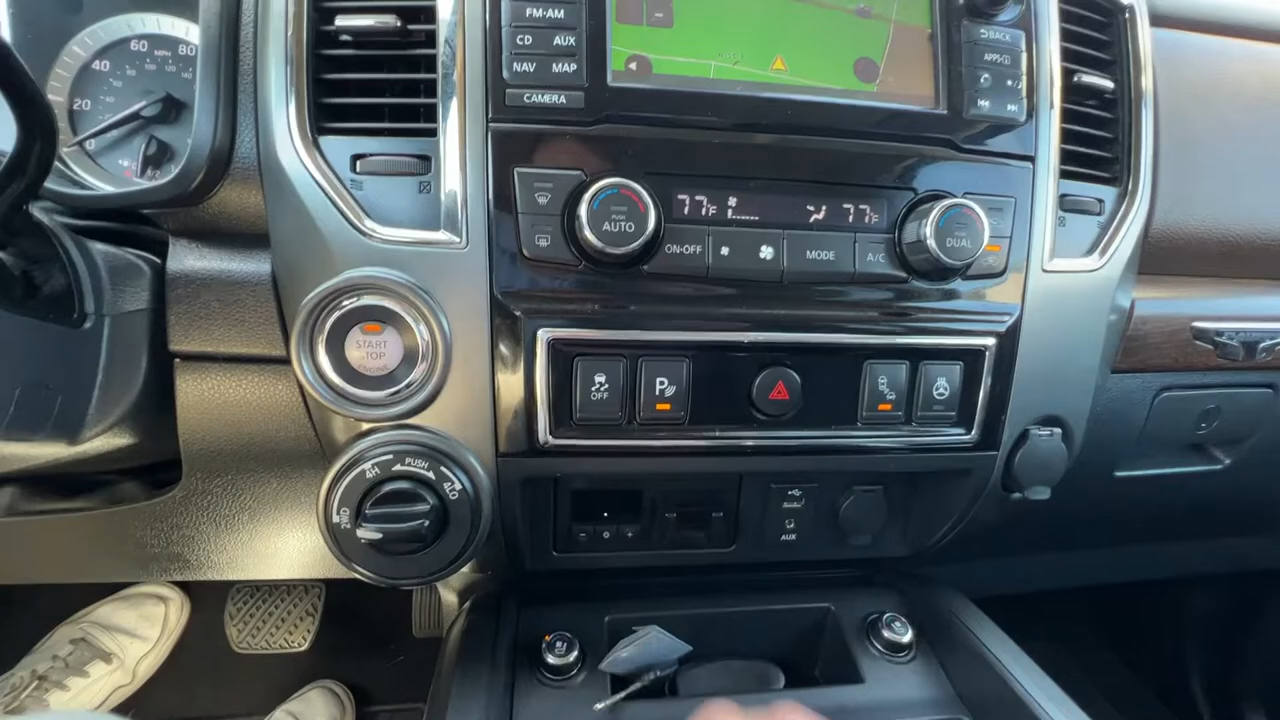 60 80
MPH
40
20
0
FM·AM
CD AUX
NAV MAP
CAMERA
BACK
APPS
PUSH
AUTO
77°F
77°F
ON·OFF
MODE
A/C
DUAL
START
STOP
ENGINE
OFF
P
PUSH
4H
4LO
2WD
AUX